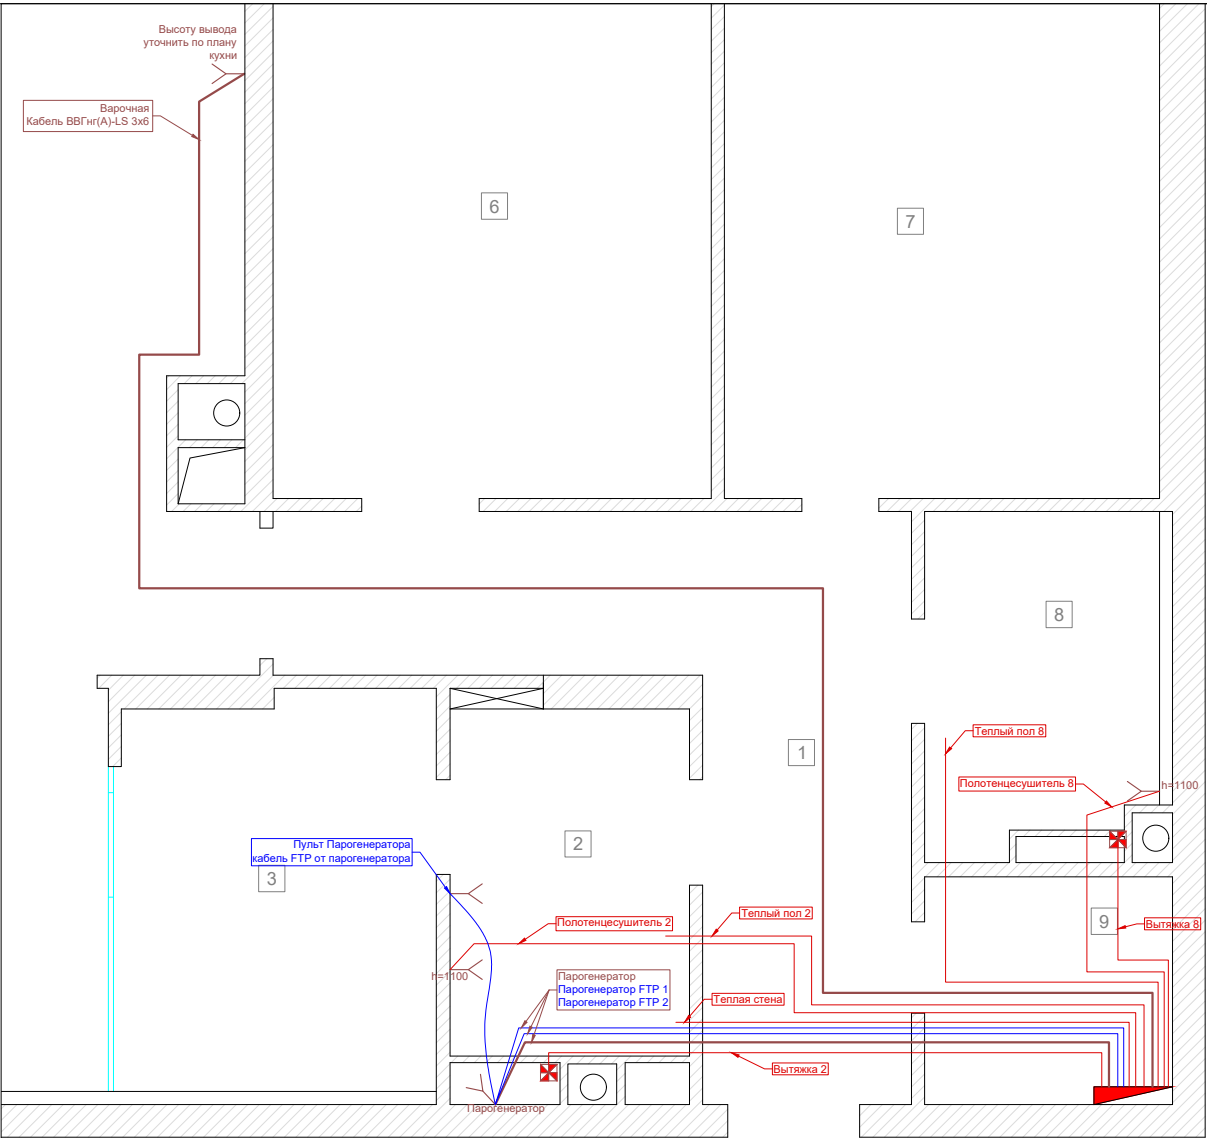 Высоту вывода
уточнить по плану
кухни
Варочная
Кабель ВВГнг(А)-LS 3х6
6
7
8
1
Теплый пол 8
Полотенцесушитель 8
h=1100
Пульт Парогенератора
кабель FTP от парогенератора
3
2
9
Вытяжка 8
Теплый пол 2
Полотенцесушитель 2
h=1100
Парогенератор
Парогенератор FTP 1
Парогенератор FTP 2
Теплая стена
Вытяжка 2
Парогенератор